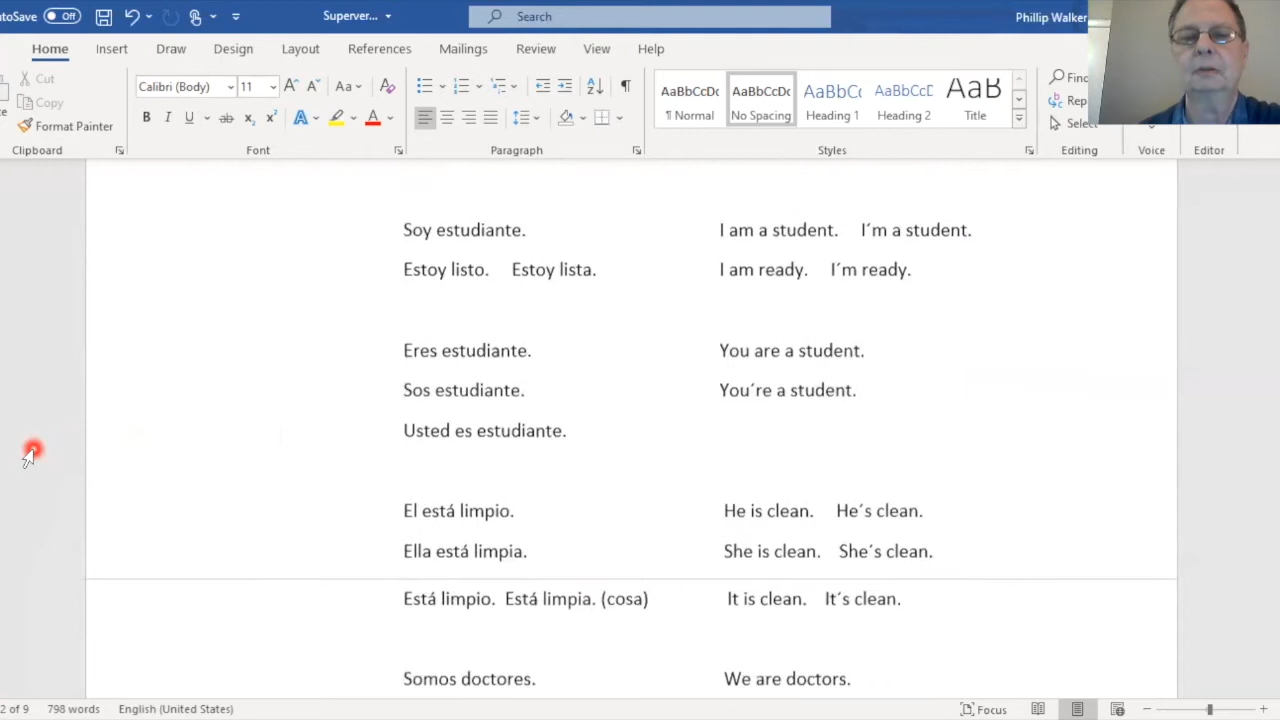 utoSave Off Superver... Search Phillip Walker
Home Insert Draw Design Layout References Mailings Review View Help
Cut
Copy
Format Painter
Clipboard
Calibri (Body) 11
Font
Paragraph
AaBbCcDc AaBbCcDc AaBbCc AaBbCcD AaB
¶ Normal No Spacing Heading 1 Heading 2 Title
Styles
Select
Editing Voice Editor
Soy estudiante. I am a student. I´m a student.
Estoy listo. Estoy lista. I am ready. I´m ready.
Eres estudiante. You are a student.
Sos estudiante. You´re a student.
Usted es estudiante.
El está limpio. He is clean. He´s clean.
Ella está limpia. She is clean. She´s clean.
Está limpio. Está limpia. (cosa) It is clean. It´s clean.
Somos doctores. We are doctors.
2 of 9 798 words English (United States) Focus